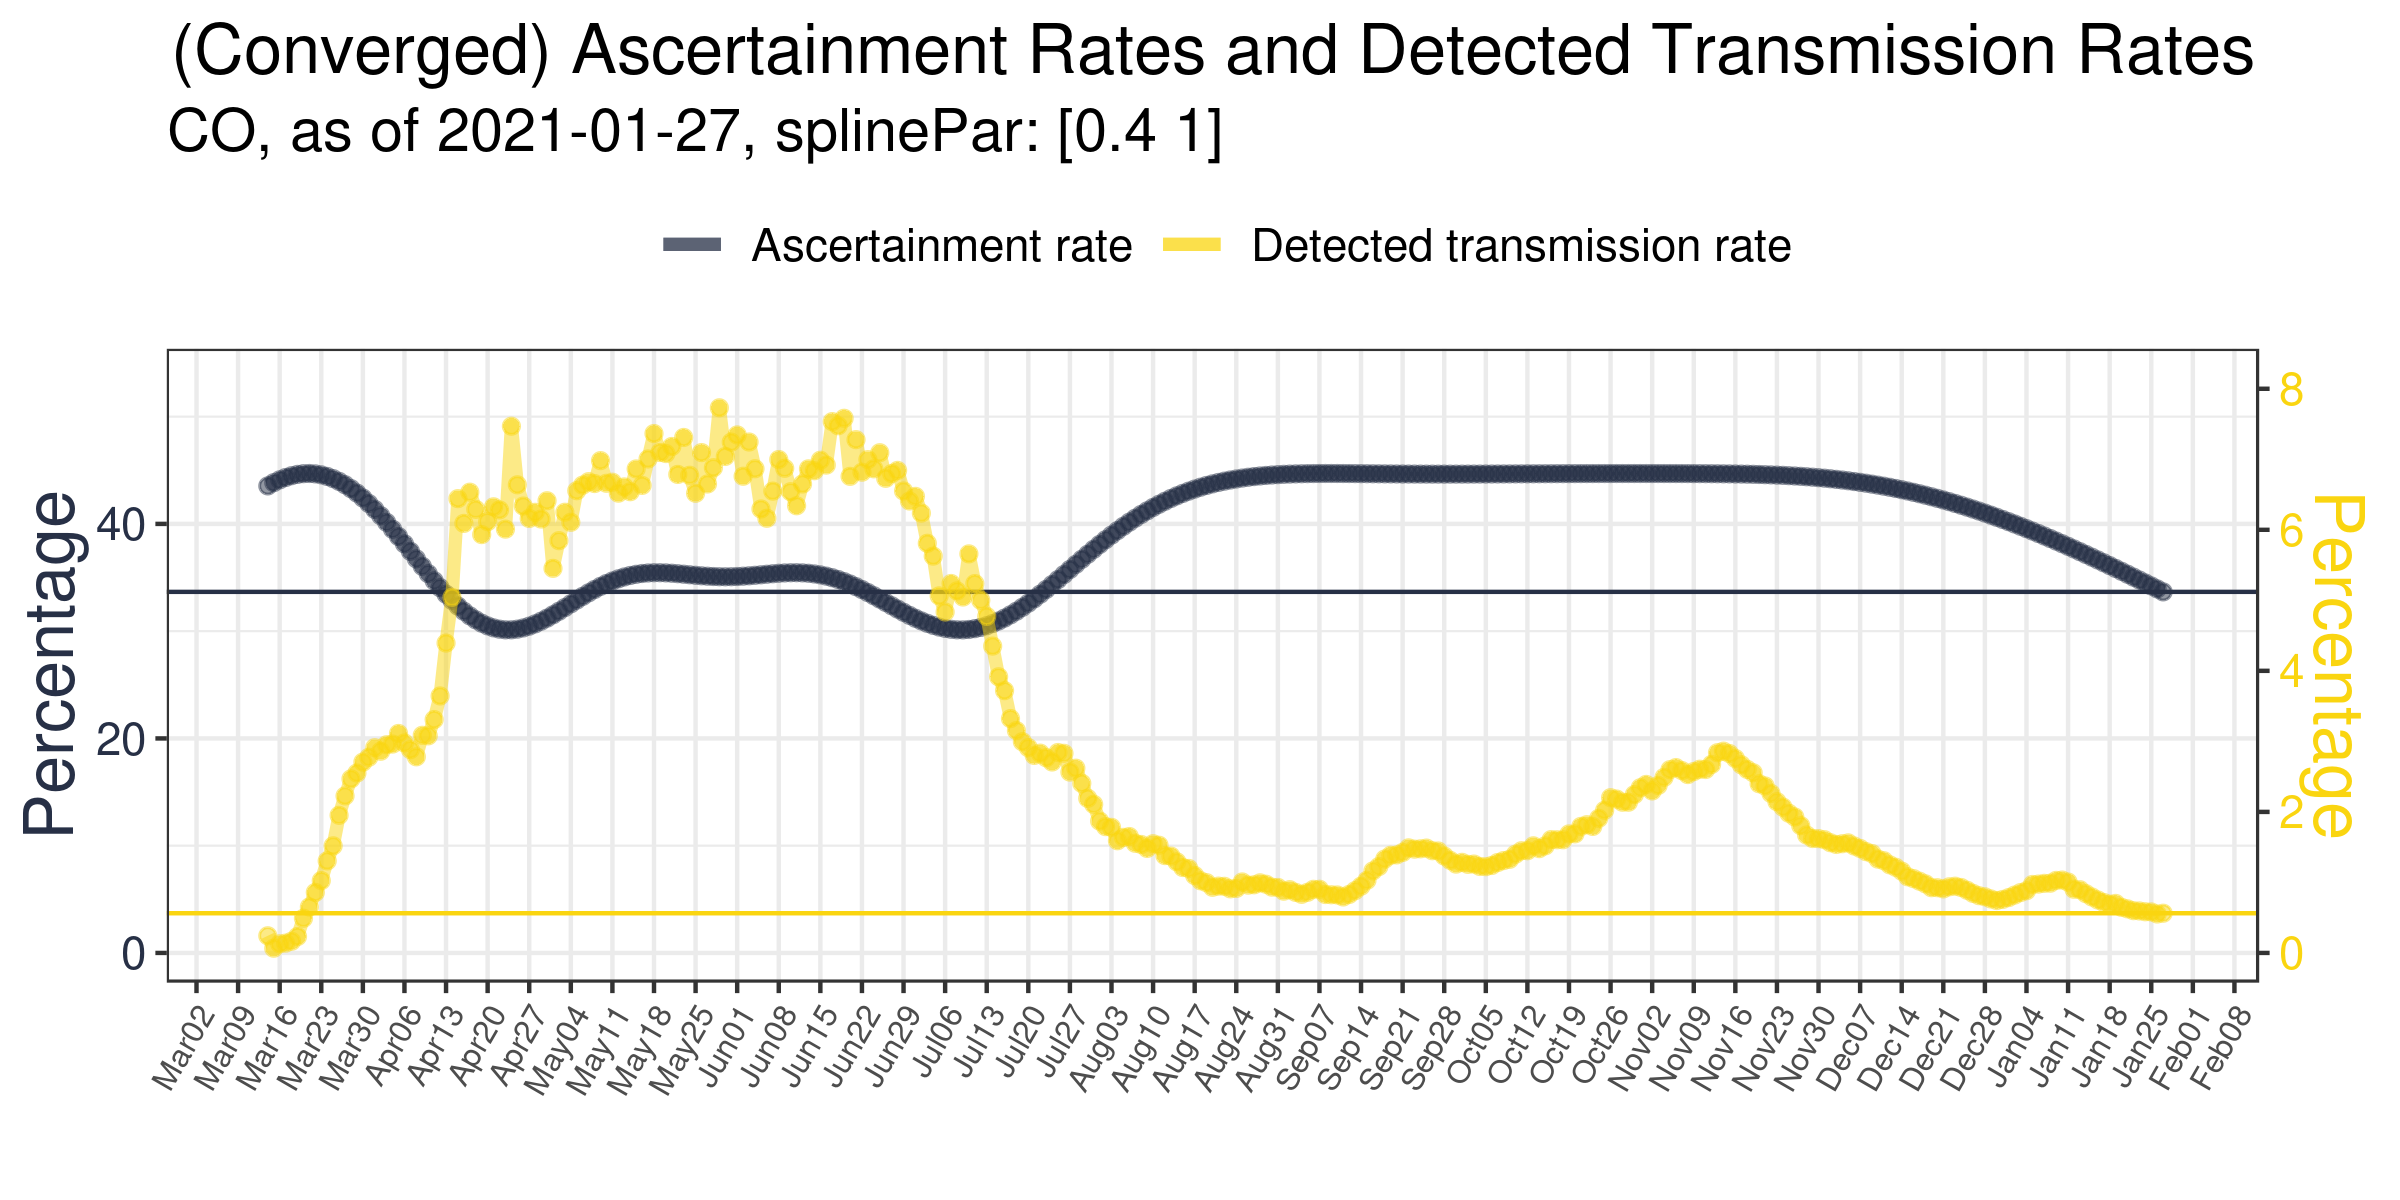 (Converged) Ascertainment Rates and Detected Transmission Rates
CO, as of 2021-01-27, splinePar: [0.4 1]
Ascertainment rate Detected transmission rate
Percentage
40
20
0
8
6
4
2
0
Percentage
Mar02 Mar09 Mar16 Mar23 Mar30 Apr06 Apr13 Apr20 Apr27 May04 May11 May18 May25 Jun01 Jun08 Jun15 Jun22 Jun29 Jul06 Jul13 Jul20 Jul27 Aug03 Aug10 Aug17 Aug24 Aug31 Sep07 Sep14 Sep21 Sep28 Oct05 Oct12 Oct19 Oct26 Nov02 Nov09 Nov16 Nov23 Nov30 Dec07 Dec14 Dec21 Dec28 Jan04 Jan11 Jan18 Jan25 Feb01 Feb08